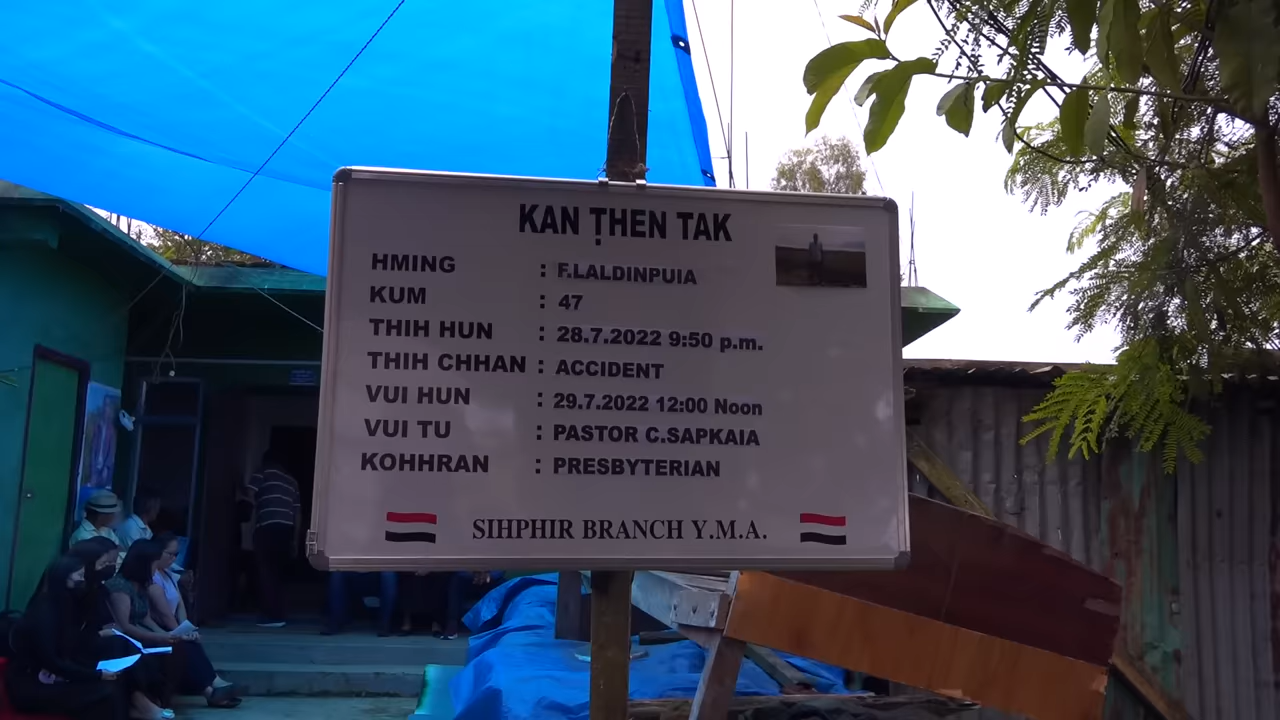 KAN ṬHEN TAK
HMING : F.LALDINPUIA
KUM : 47
THIH HUN : 28.7.2022 9:50 p.m.
THIH CHHAN : ACCIDENT
VUI HUN : 29.7.2022 12:00 Noon
VUI TU : PASTOR C.SAPKAIA
KOHHRAN : PRESBYTERIAN
SIHPHIR BRANCH Y.M.A.